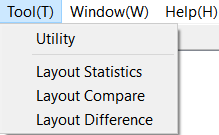 Tool(T) Window(W) Help(H)
Utility
Layout Statistics
Layout Compare
Layout Difference